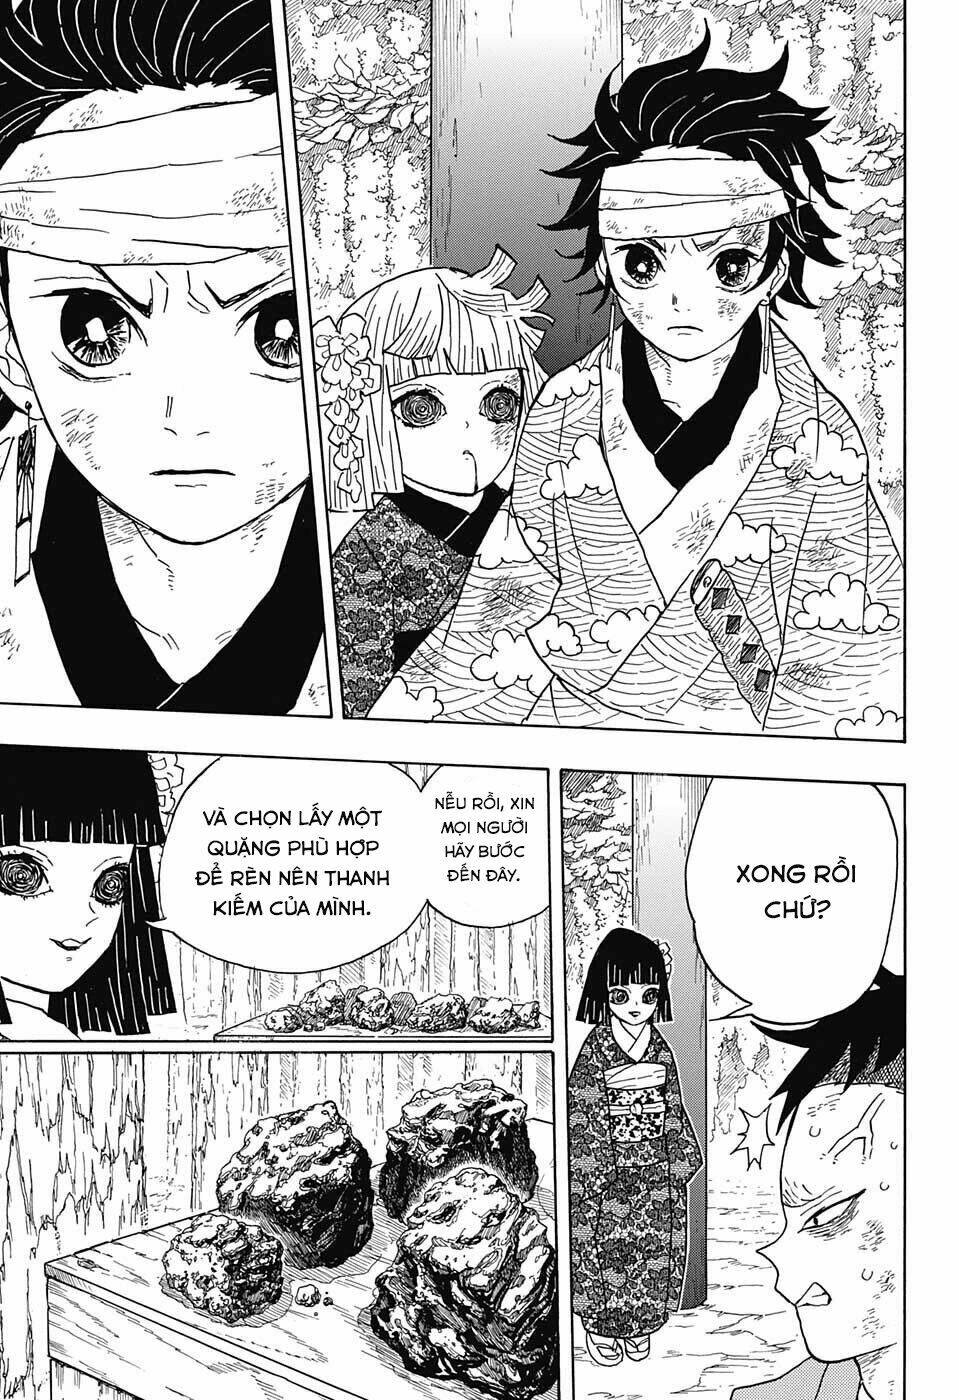 XONG RỒI
CHỨ?
NẾU RỒI, XIN
MỌI NGƯỜI
HÃY BƯỚC
ĐẾN ĐÂY.
VÀ CHỌN LẤY MỘT
QUẶNG PHÙ HỢP
ĐỂ RÈN NÊN THANH
KIẾM CỦA MÌNH.